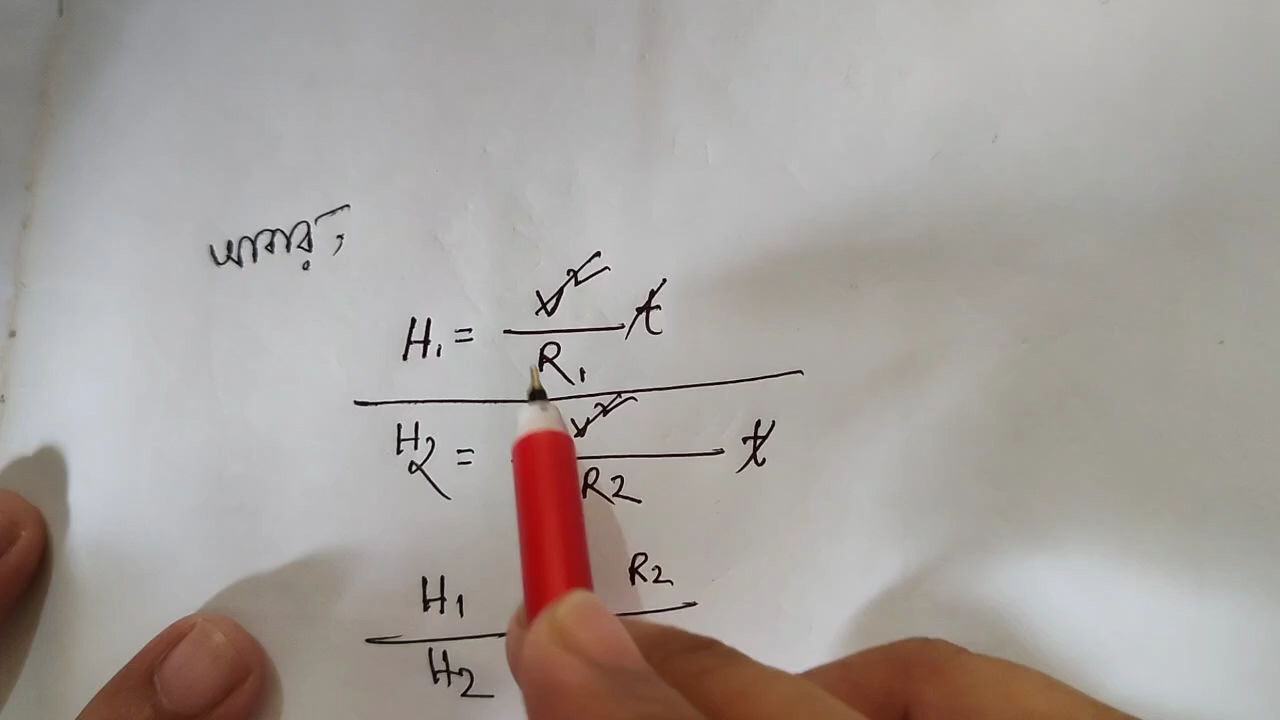 আবার,
H₁ = V²/R₁ t
H₂ = V²/R₂ t
H₁/H₂ R₂